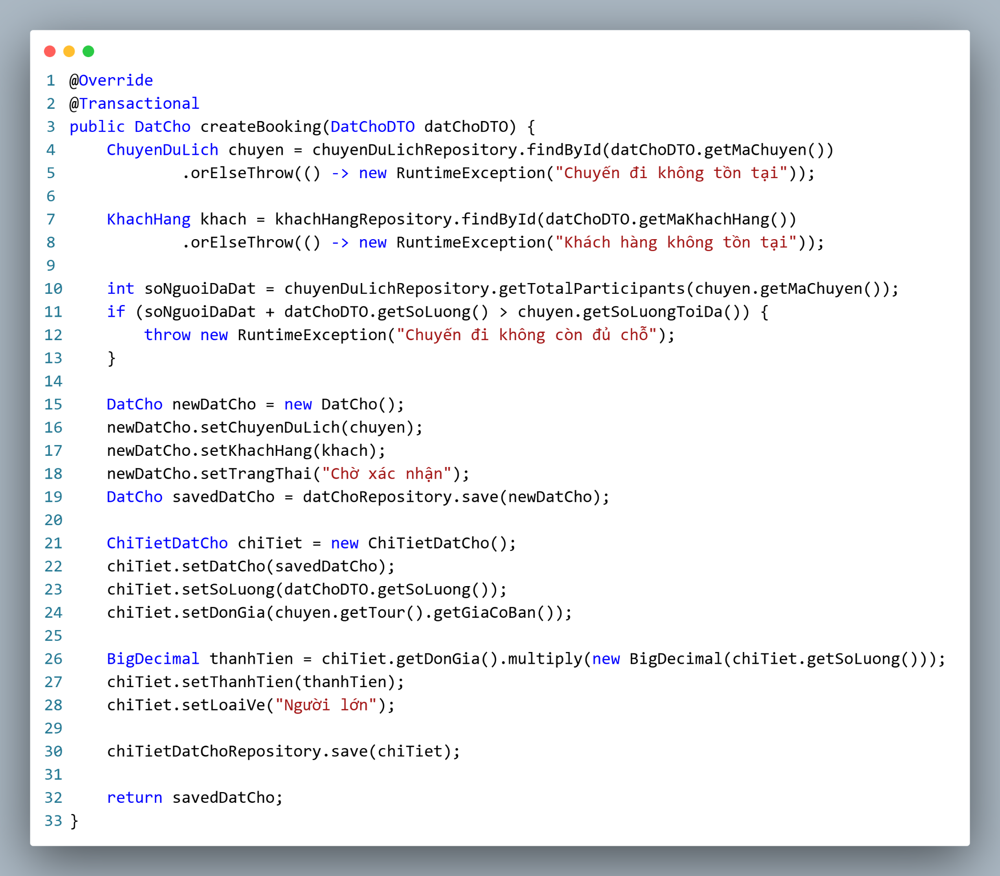 1 @Override
2 @Transactional
3 public DatCho createBooking(DatChoDTO datChoDTO) {
4     ChuyenDuLich chuyen = chuyenDuLichRepository.findById(datChoDTO.getMaChuyen())
5             .orElseThrow(() -> new RuntimeException("Chuyến đi không tồn tại"));
6
7     KhachHang khach = khachHangRepository.findById(datChoDTO.getMaKhachHang())
8             .orElseThrow(() -> new RuntimeException("Khách hàng không tồn tại"));
9
10     int soNguoiDaDat = chuyenDuLichRepository.getTotalParticipants(chuyen.getMaChuyen());
11     if (soNguoiDaDat + datChoDTO.getSoLuong() > chuyen.getSoLuongToiDa()) {
12         throw new RuntimeException("Chuyến đi không còn đủ chỗ");
13     }
14
15     DatCho newDatCho = new DatCho();
16     newDatCho.setChuyenDuLich(chuyen);
17     newDatCho.setKhachHang(khach);
18     newDatCho.setTrangThai("Chờ xác nhận");
19     DatCho savedDatCho = datChoRepository.save(newDatCho);
20
21     ChiTietDatCho chiTiet = new ChiTietDatCho();
22     chiTiet.setDatCho(savedDatCho);
23     chiTiet.setSoLuong(datChoDTO.getSoLuong());
24     chiTiet.setDonGia(chuyen.getTour().getGiaCoBan());
25
26     BigDecimal thanhTien = chiTiet.getDonGia().multiply(new BigDecimal(chiTiet.getSoLuong()));
27     chiTiet.setThanhTien(thanhTien);
28     chiTiet.setLoaiVe("Người lớn");
29
30     chiTietDatChoRepository.save(chiTiet);
31
32     return savedDatCho;
33 }